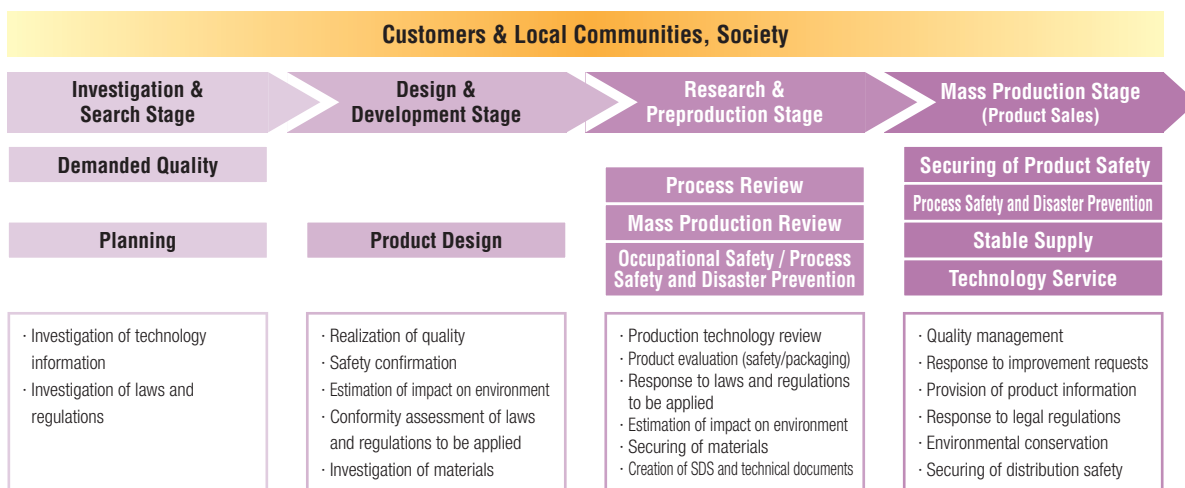 Customers & Local Communities, Society
Investigation &
Search Stage
Design &
Development Stage
Research &
Preproduction Stage
Mass Production Stage
(Product Sales)
Demanded Quality
Planning
Product Design
Process Review
Mass Production Review
Occupational Safety / Process
Safety and Disaster Prevention
Securing of Product Safety
Process Safety and Disaster Prevention
Stable Supply
Technology Service
· Investigation of technology
information
· Investigation of laws and
regulations
· Realization of quality
· Safety confirmation
· Estimation of impact on environment
· Conformity assessment of laws
and regulations to be applied
· Investigation of materials
· Production technology review
· Product evaluation (safety/packaging)
· Response to laws and regulations
to be applied
· Estimation of impact on environment
· Securing of materials
· Creation of SDS and technical documents
· Quality management
· Response to improvement requests
· Provision of product information
· Response to legal regulations
· Environmental conservation
· Securing of distribution safety